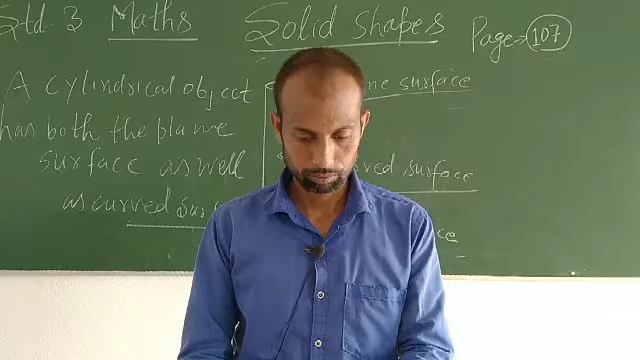 Std 3 Maths
Solid Shapes
Page→ 107
A cylindrical object
has both the plane
surface as well
as curved
ne surface
ved surface
ce